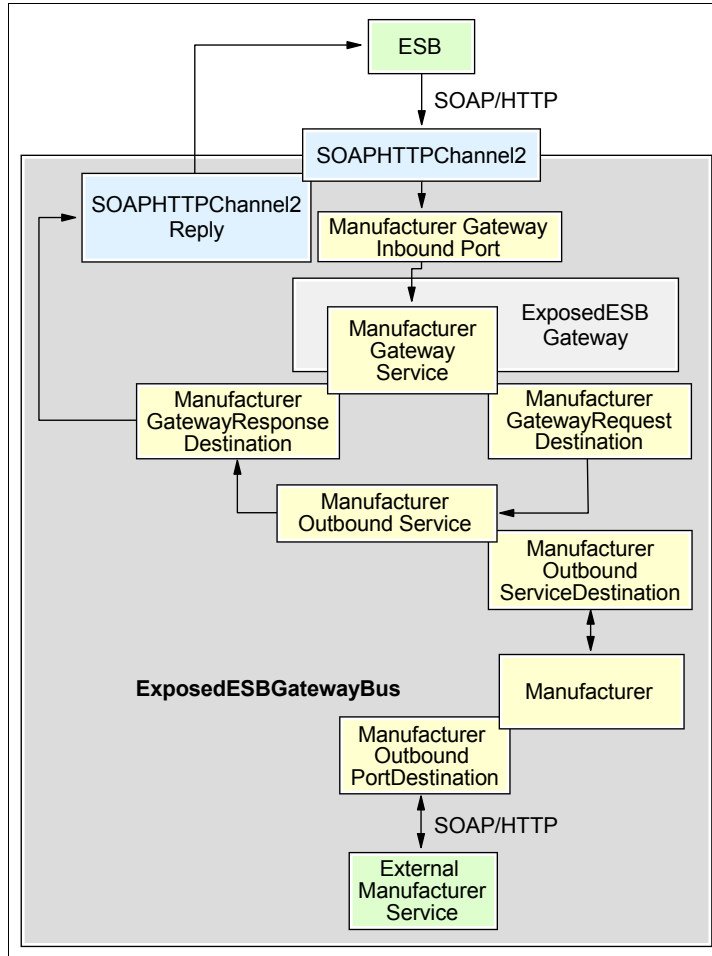 ESB
SOAP/HTTP
SOAPHTTPChannel2
SOAPHTTPChannel2
Reply
Manufacturer Gateway
Inbound Port
Manufacturer
Gateway
Service
ExposedESB
Gateway
Manufacturer
GatewayResponse
Destination
Manufacturer
GatewayRequest
Destination
Manufacturer
Outbound Service
Manufacturer
Outbound
ServiceDestination
ExposedESBGatewayBus
Manufacturer
Manufacturer
Outbound
PortDestination
SOAP/HTTP
External
Manufacturer
Service